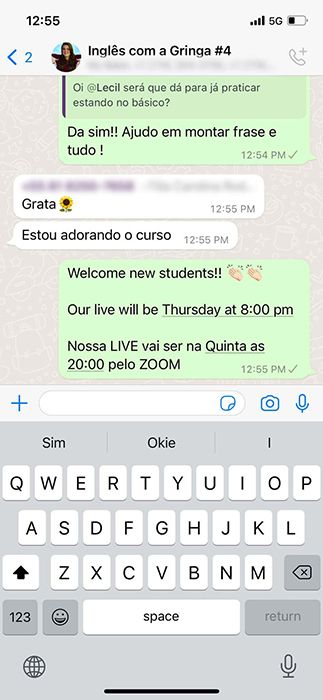 12:55
5G
2
Inglês com a Gringa #4
Oi @Lecil será que dá para já praticar
estando no básico?
Da sim!! Ajudo em montar frase e
tudo !
12:54 PM
Grata🌻
12:55 PM
Estou adorando o curso
12:55 PM
Welcome new students!! 👏🏻👏🏻
Our live will be Thursday at 8:00 pm
Nossa LIVE vai ser na Quinta as
20:00 pelo ZOOM
12:55 PM
Sim Okie I
Q W E R T Y U I O P
A S D F G H J K L
Z X C V B N M
123 space return